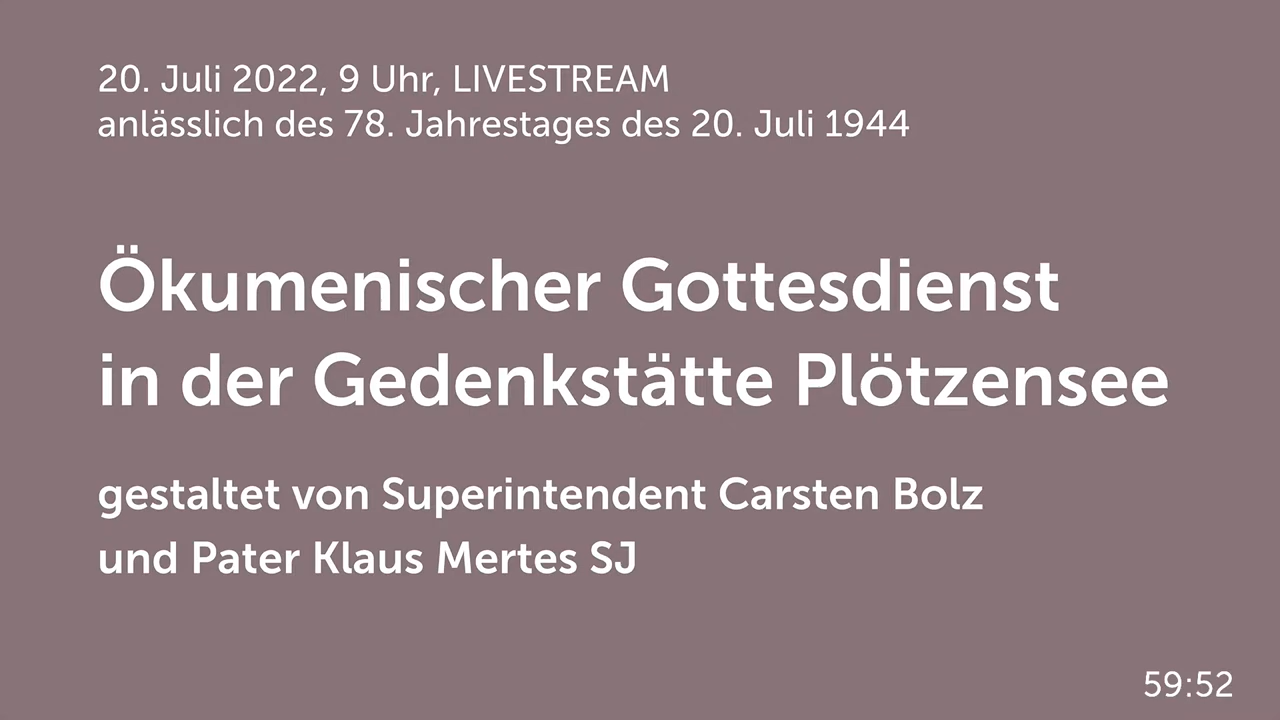 20. Juli 2022, 9 Uhr, LIVESTREAM
anlässlich des 78. Jahrestages des 20. Juli 1944
Ökumenischer Gottesdienst
in der Gedenkstätte Plötzensee
gestaltet von Superintendent Carsten Bolz
und Pater Klaus Mertes SJ
59:52